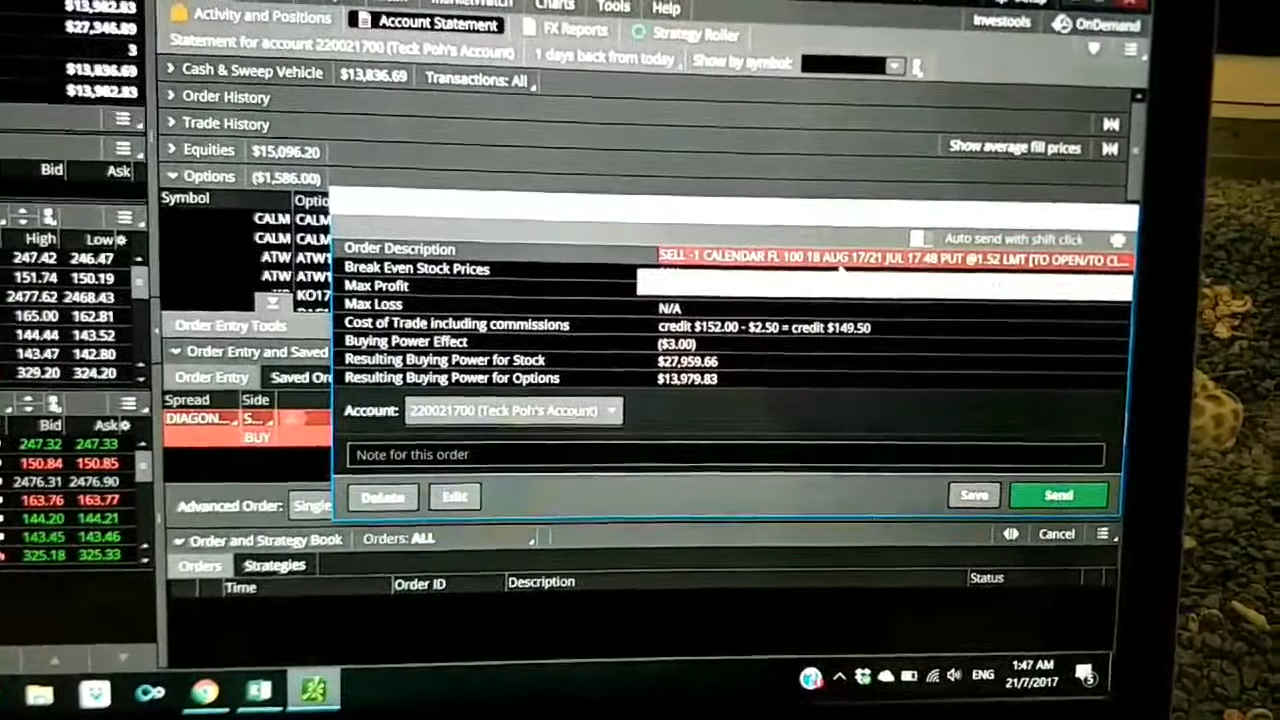 $13,982.83
$27,346.89
3
$13,836.69
$13,982.83
Bid Ask
High Low
247.42 246.47
151.74 150.19
2477.62 2468.43
165.00 162.81
144.44 143.52
143.47 142.80
329.20 324.20
Bid Ask
247.32 247.33
150.84 150.85
2476.31 2476.90
163.76 163.77
144.20 144.21
143.45 143.46
325.18 325.33
MarketWatch Charts Tools Help
Activity and Positions Account Statement FX Reports Strategy Roller Investools OnDemand
Statement for account 220021700 (Teck Poh's Account) 1 days back from today Show by symbol:
Cash & Sweep Vehicle $13,836.69 Transactions: All
Order History
Trade History
Equities $15,096.20 Show average fill prices
Options ($1,586.00)
Symbol Optio
CALM CALM
CALM CALM
ATW ATW
ATW ATW1
KO17
Auto send with shift click
Order Description SELL -1 CALENDAR FL 100 18 AUG 17/21 JUL 17 48 PUT @1.52 LMT [TO OPEN/TO CL...
Break Even Stock Prices
Max Profit
Max Loss N/A
Cost of Trade including commissions credit $152.00 - $2.50 = credit $149.50
Buying Power Effect ($3.00)
Resulting Buying Power for Stock $27,959.66
Resulting Buying Power for Options $13,979.83
Account: 220021700 (Teck Poh's Account)
Note for this order
Delete Edit Save Send
Order Entry Tools
Order Entry and Saved
Order Entry Saved Ord
Spread Side
DIAGON... S...
BUY
Advanced Order: Single
Order and Strategy Book Orders: ALL Cancel
Orders Strategies
Time Order ID Description Status
ENG
1:47 AM
21/7/2017
5